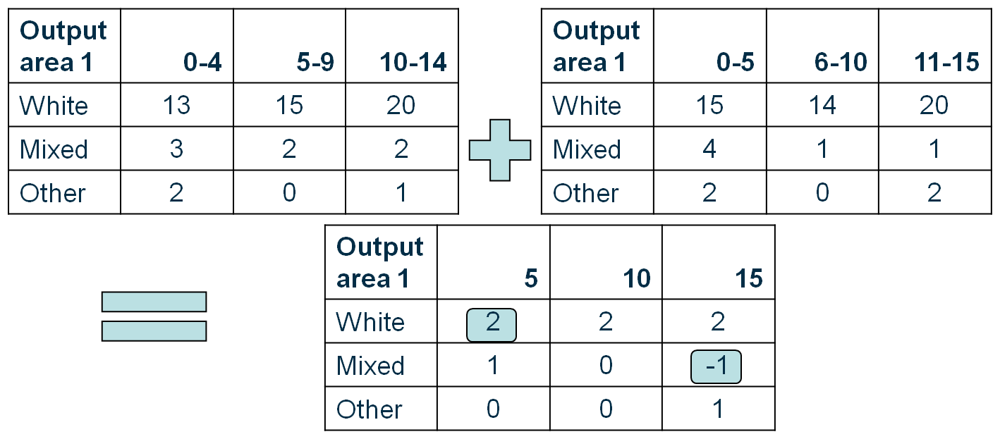 Output area 1 0-4 5-9 10-14
White 13 15 20
Mixed 3 2 2
Other 2 0 1
Output area 1 0-5 6-10 11-15
White 15 14 20
Mixed 4 1 1
Other 2 0 2
Output area 1 5 10 15
White 2 2 2
Mixed 1 0 -1
Other 0 0 1